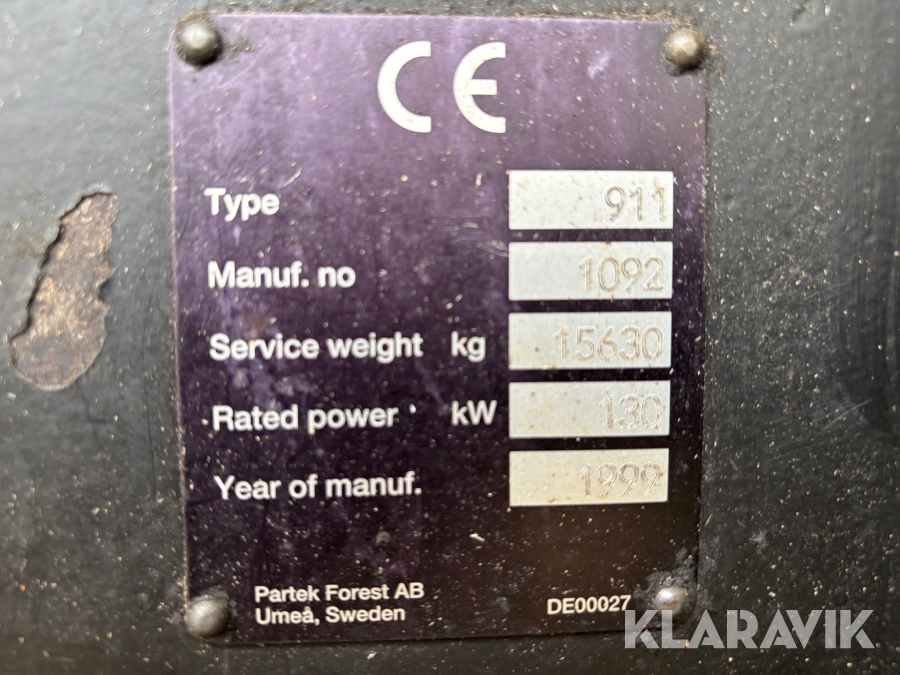 CE
Type 911
Manuf. no 1092
Service weight kg 15630
Rated power kW 130
Year of manuf. 1999
Partek Forest AB
Umeå, Sweden DE00027
KLARAVIK